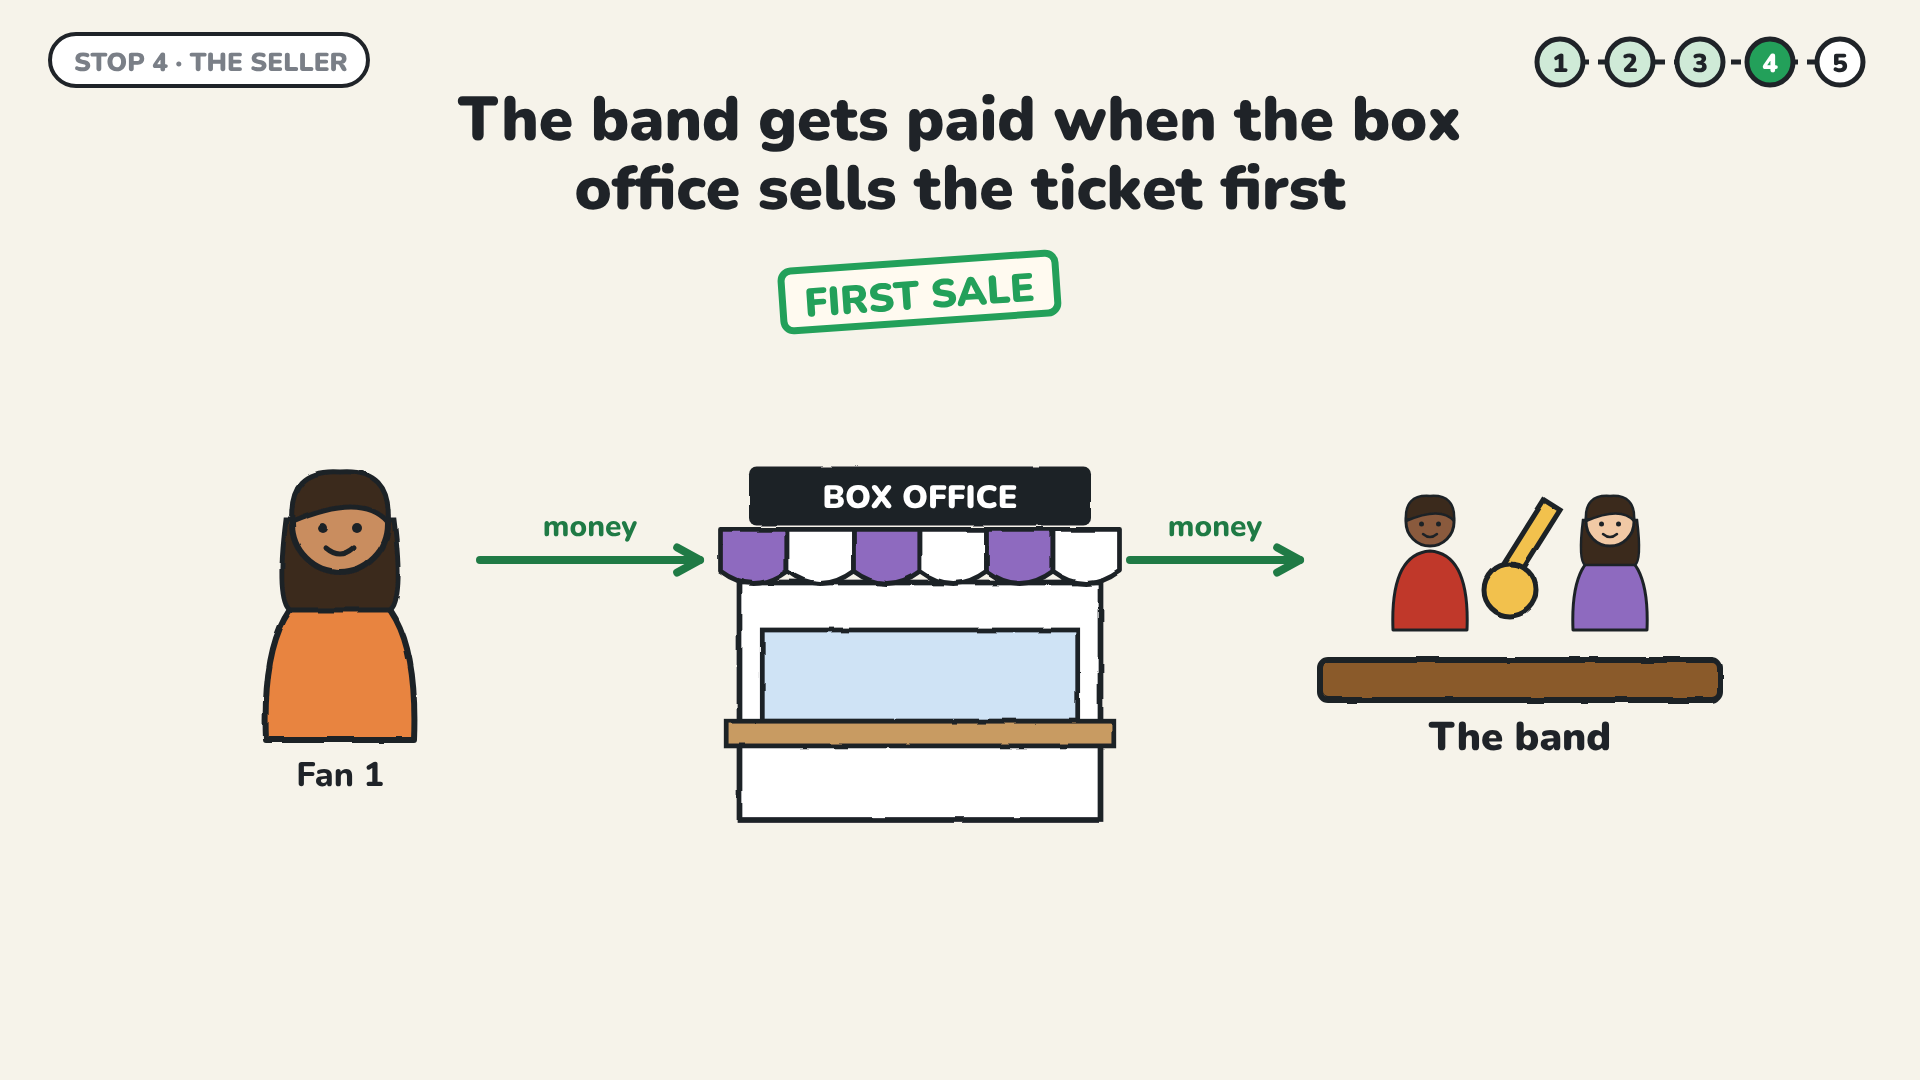 STOP 4 · THE SELLER
1 2 3 4 5
The band gets paid when the box
office sells the ticket first
FIRST SALE
BOX OFFICE
money
money
The band
Fan 1